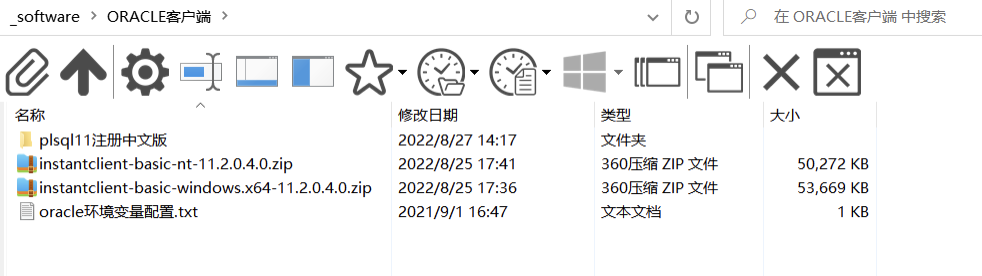 _software > ORACLE客户端 >
在 ORACLE客户端 中搜索
名称 修改日期 类型 大小
plsql11注册中文版 2022/8/27 14:17 文件夹
instantclient-basic-nt-11.2.0.4.0.zip 2022/8/25 17:41 360压缩 ZIP 文件 50,272 KB
instantclient-basic-windows.x64-11.2.0.4.0.zip 2022/8/25 17:36 360压缩 ZIP 文件 53,669 KB
oracle环境变量配置.txt 2021/9/1 16:47 文本文档 1 KB